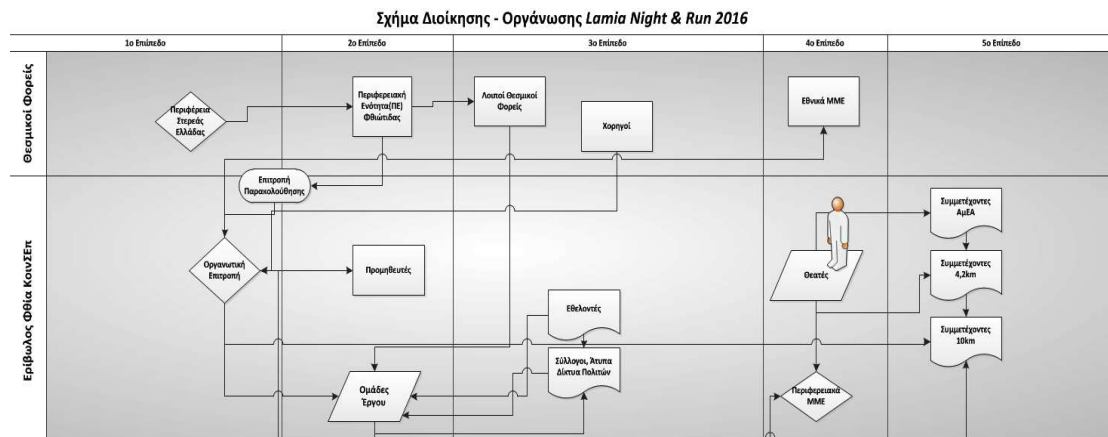 Σχήμα Διοίκησης - Οργάνωσης Lamia Night & Run 2016
1ο Επίπεδο
2ο Επίπεδο
3ο Επίπεδο
4ο Επίπεδο
5ο Επίπεδο
Θεσμικοί Φορείς
Περιφέρεια
Στερεάς
Ελλάδας
Περιφερειακή
Ενότητα(ΠΕ)
Φθιώτιδας
Λοιποί Θεσμικοί
Φορείς
Χορηγοί
Εθνικά ΜΜΕ
Ερίβωλος Φθία ΚοινΣΕπ
Επιτροπή
Παρακολούθησης
Οργανωτική
Επιτροπή
Προμηθευτές
Εθελοντές
Σύλλογοι, Άτυπα
Δίκτυα Πολιτών
Ομάδες
Έργου
Θεατές
Περιφερειακά
ΜΜΕ
Συμμετέχοντες
ΑμΕΑ
Συμμετέχοντες
4,2km
Συμμετέχοντες
10km